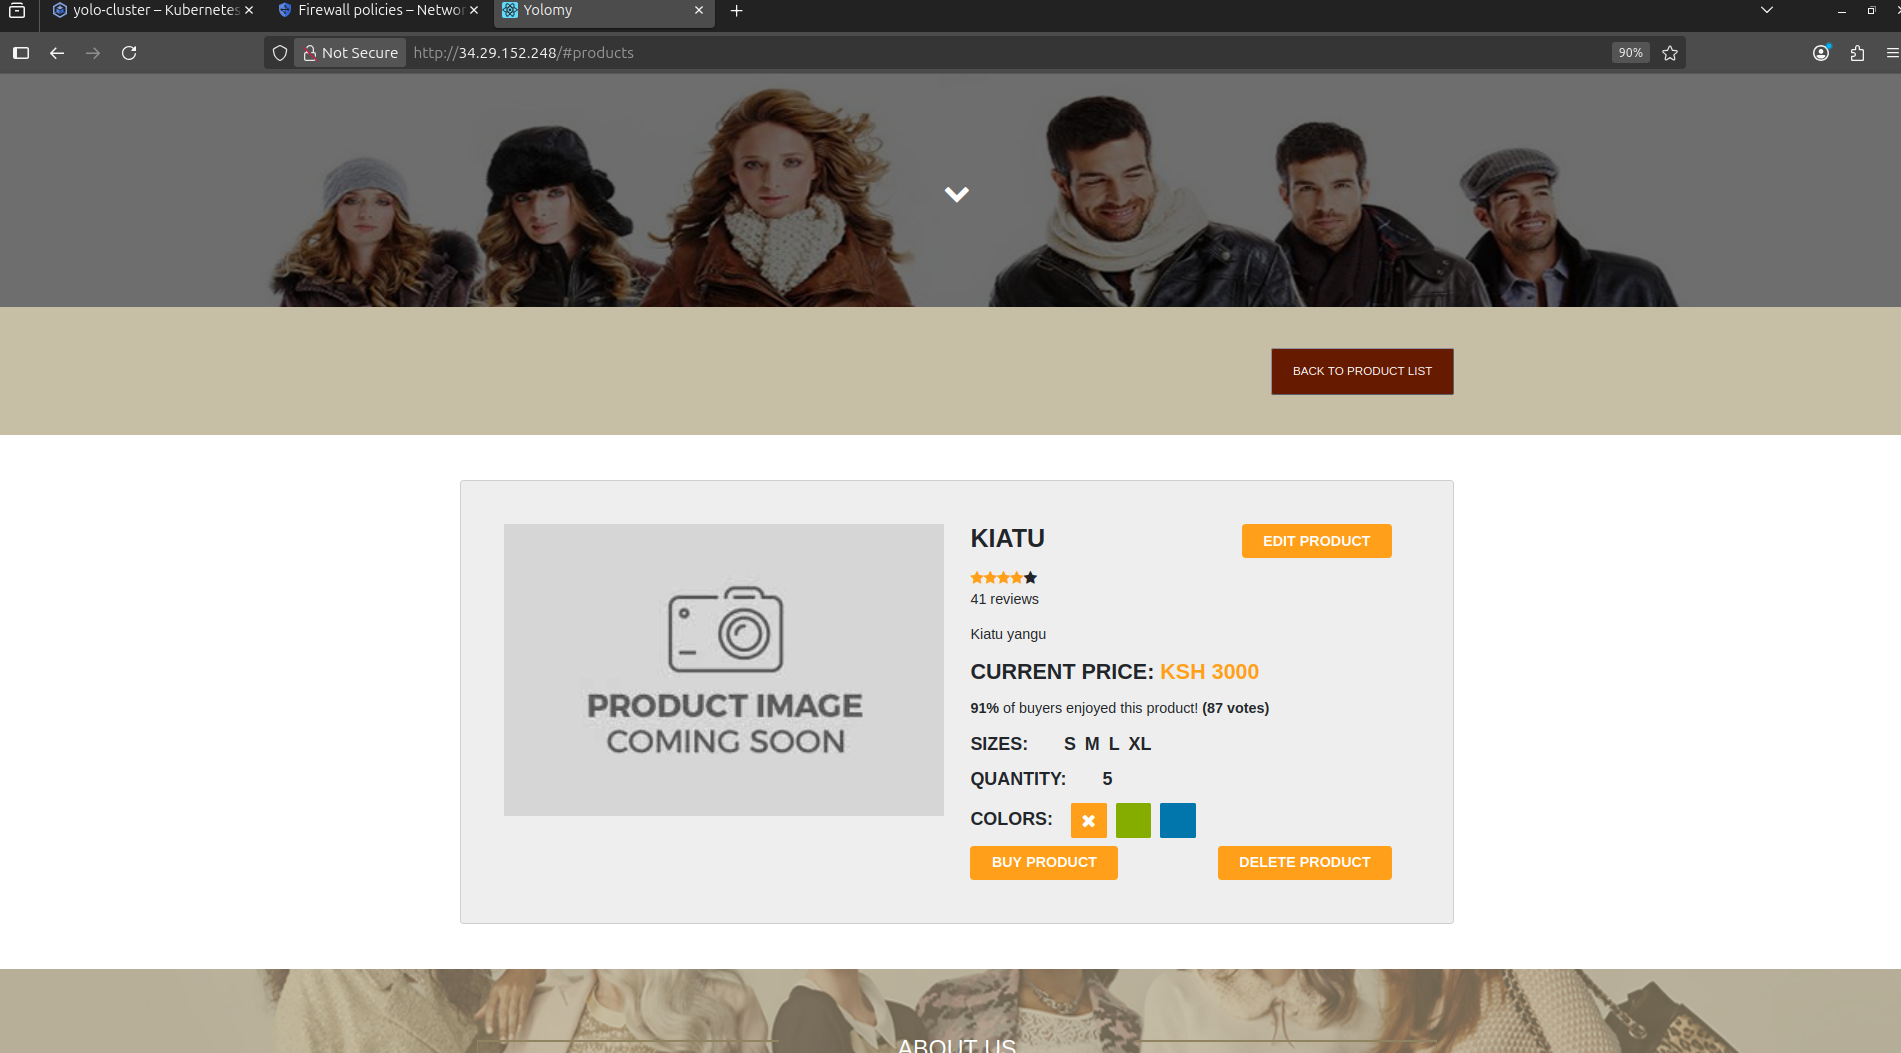 yolo-cluster – Kubernetes
Firewall policies – Networ
Yolomy
Not Secure
http://34.29.152.248/#products
90%
BACK TO PRODUCT LIST
PRODUCT IMAGE
COMING SOON
KIATU
EDIT PRODUCT
41 reviews
Kiatu yangu
CURRENT PRICE: KSH 3000
91% of buyers enjoyed this product! (87 votes)
SIZES: S M L XL
QUANTITY: 5
COLORS:
BUY PRODUCT
DELETE PRODUCT
ABOUT US